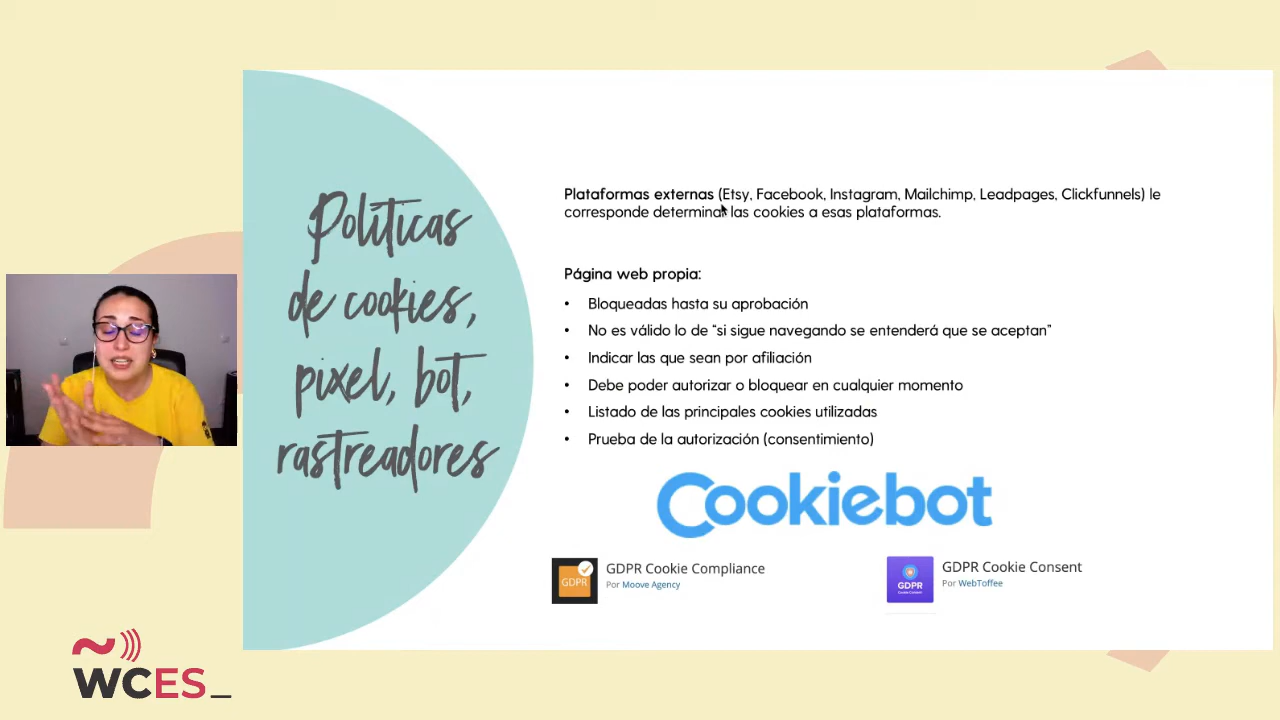 Políticas
de cookies,
pixel, bot,
rastreadores
Plataformas externas (Etsy, Facebook, Instagram, Mailchimp, Leadpages, Clickfunnels) le
corresponde determinar las cookies a esas plataformas.
Página web propia:
• Bloqueadas hasta su aprobación
• No es válido lo de “si sigue navegando se entenderá que se aceptan”
• Indicar las que sean por afiliación
• Debe poder autorizar o bloquear en cualquier momento
• Listado de las principales cookies utilizadas
• Prueba de la autorización (consentimiento)
Cookiebot
GDPR
GDPR Cookie Compliance
Por Moove Agency
GDPR
Cookie Consent
GDPR Cookie Consent
Por WebToffee
WCES_